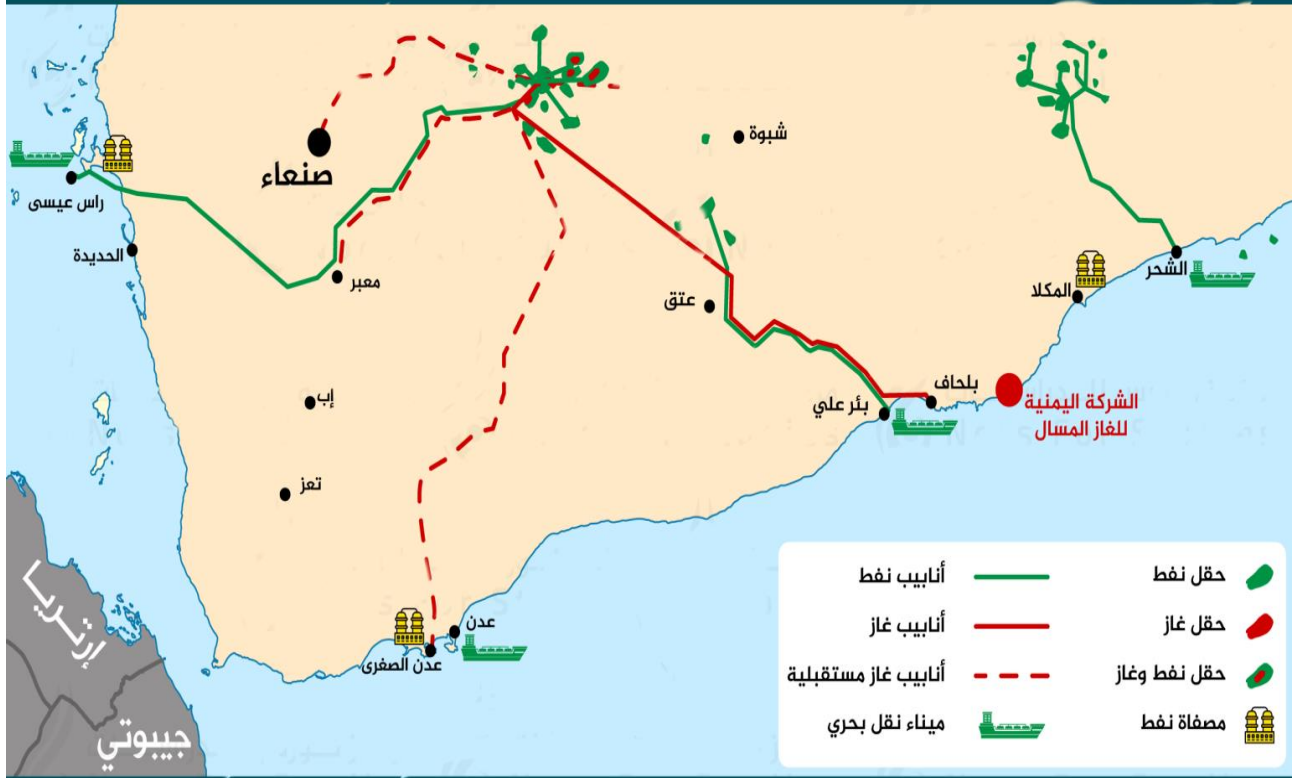 شبوة
صنعاء
راس عيسى
الحديدة
معبر
الشحر
المكلا
عتق
بلحاف
بئر علي
الشركة اليمنية
للغاز المسال
إب
تعز
عدن
عدن الصغرى
إرتريا
جيبوتي
حقل نفط
أنابيب نفط
حقل غاز
أنابيب غاز
حقل نفط وغاز
أنابيب غاز مستقبلية
مصفاة نفط
ميناء نقل بحري